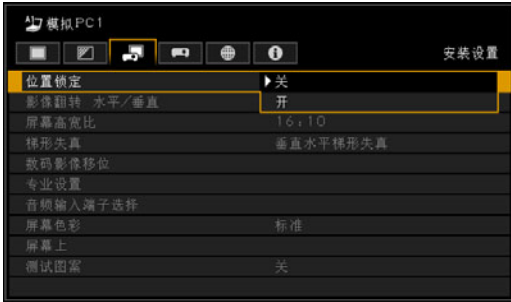 模拟PC1
安装设置
位置锁定 ▶关
影像翻转 水平/垂直 开
屏幕高宽比 16:10
梯形失真 垂直水平梯形失真
数码影像移位
专业设置
音频输入端子选择
屏幕色彩 标准
屏幕上
测试图案 关